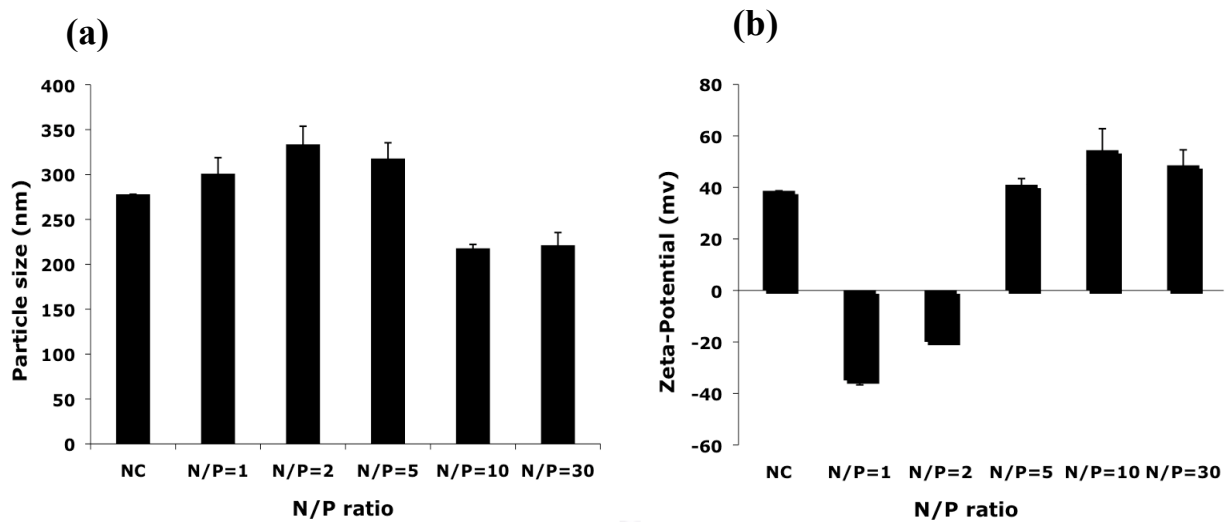 (a)
Particle size (nm)
400
350
300
250
200
150
100
50
0
NC N/P=1 N/P=2 N/P=5 N/P=10 N/P=30
N/P ratio
(b)
Zeta-Potential (mv)
80
60
40
20
0
-20
-40
-60
NC N/P=1 N/P=2 N/P=5 N/P=10 N/P=30
N/P ratio